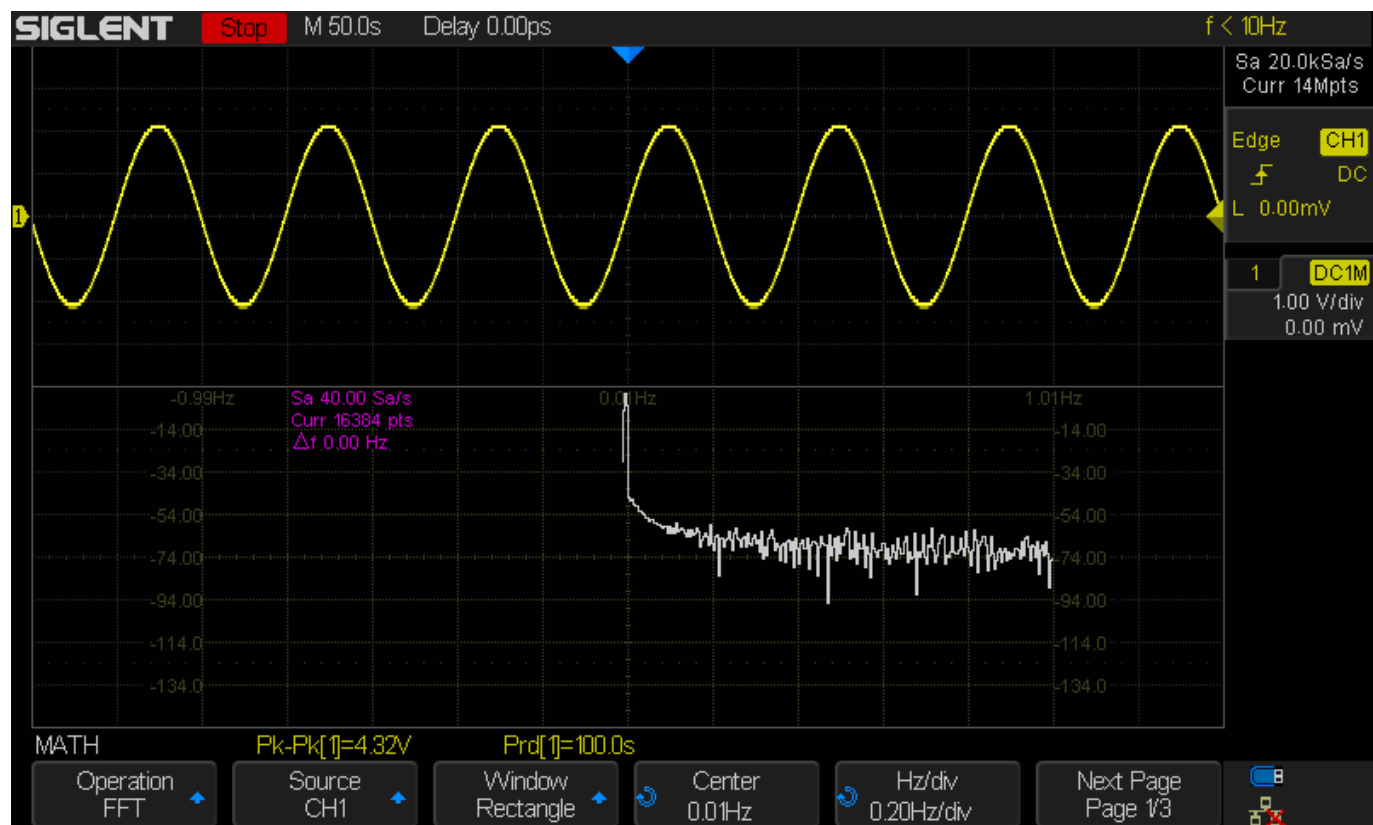 SIGLENT Stop M 50.0s Delay 0.00ps f < 10Hz
Sa 20.0kSa/s
Curr 14Mpts
Edge CH1
DC
L 0.00mV
1
1 DC1M
1.00 V/div
0.00 mV
-0.99Hz Sa 40.00 Sa/s 0.01Hz 1.01Hz
Curr 16384 pts
-14.00 -14.00
△f 0.00 Hz
-34.00 -34.00
-54.00 -54.00
-74.00 -74.00
-94.00 -94.00
-114.0 -114.0
-134.0 -134.0
MATH Pk-Pk[1]=4.32V Prd[1]=100.0s
Operation Source Window Center Hz/div Next Page
FFT CH1 Rectangle 0.01Hz 0.20Hz/div Page 1/3